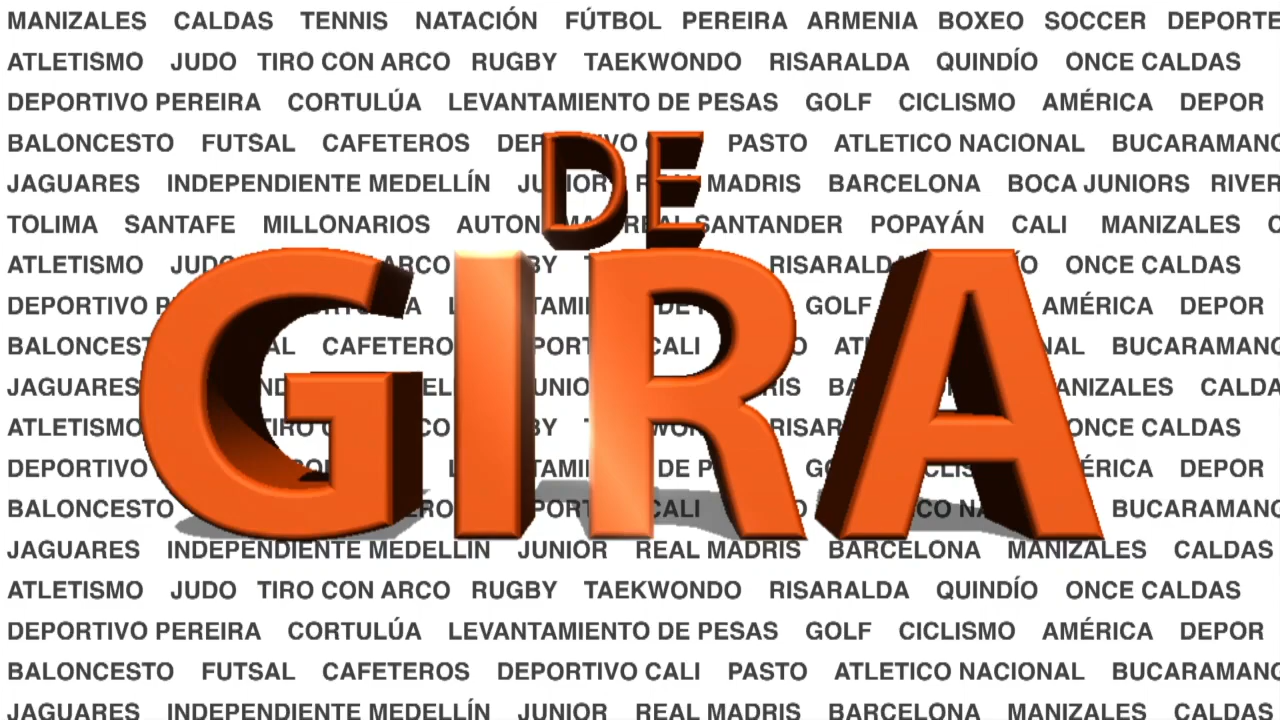 MANIZALES CALDAS TENNIS NATACIÓN FÚTBOL PEREIRA ARMENIA BOXEO SOCCER DEPORTE
ATLETISMO JUDO TIRO CON ARCO RUGBY TAEKWONDO RISARALDA QUINDÍO ONCE CALDAS
DEPORTIVO PEREIRA CORTULÚA LEVANTAMIENTO DE PESAS GOLF CICLISMO AMÉRICA DEPOR
BALONCESTO FUTSAL CAFETEROS PASTO ATLETICO NACIONAL BUCARAMANG
DE
JAGUARES INDEPENDIENTE MEDELLÍN JUNIOR MADRIS BARCELONA BOCA JUNIORS RIVER
TOLIMA SANTAFE MILLONARIOS SANTANDER POPAYÁN CALI MANIZALES C
GIRA
ATLETISMO RISARALDA ONCE CALDAS
DEPORTIVO GOLF AMÉRICA DEPOR
CAFETERO CALI BUCARAMANG
JAGUARES CALDA
ATLETISMO ONCE CALDAS
DEPORTIVO DE DEPOR
BALONCESTO CALI BUCARAMANG
JAGUARES INDEPENDIENTE MEDELLÍN JUNIOR REAL MADRIS BARCELONA MANIZALES CALDAS
ATLETISMO JUDO TIRO CON ARCO RUGBY TAEKWONDO RISARALDA QUINDÍO ONCE CALDAS
DEPORTIVO PEREIRA CORTULÚA LEVANTAMIENTO DE PESAS GOLF CICLISMO AMÉRICA DEPOR
BALONCESTO FUTSAL CAFETEROS DEPORTIVO CALI PASTO ATLETICO NACIONAL BUCARAMANG
JAGUARES INDEPENDIENTE MEDELLÍN JUNIOR REAL MADRIS BARCELONA MANIZALES CALDAS